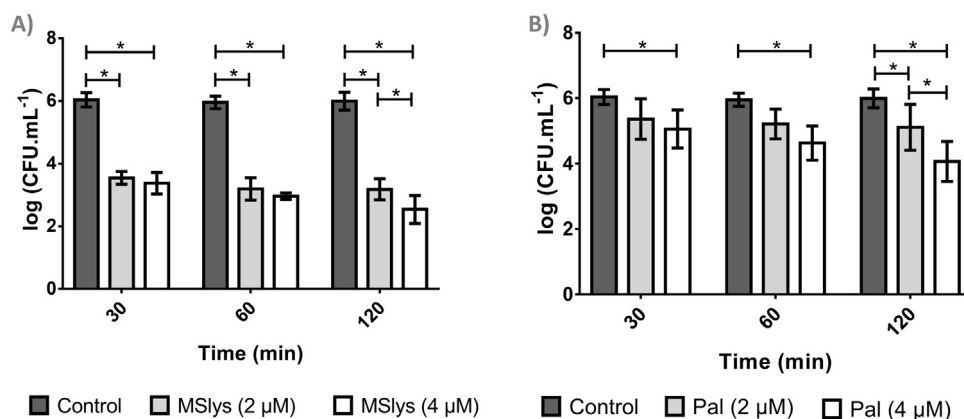 A)
log (CFU.mL⁻¹)
8
6
4
2
0
* * *
* * * *
30 60 120
Time (min)
Control MSlys (2 µM) MSlys (4 µM)
B)
log (CFU.mL⁻¹)
8
6
4
2
0
* * *
* *
30 60 120
Time (min)
Control Pal (2 µM) Pal (4 µM)